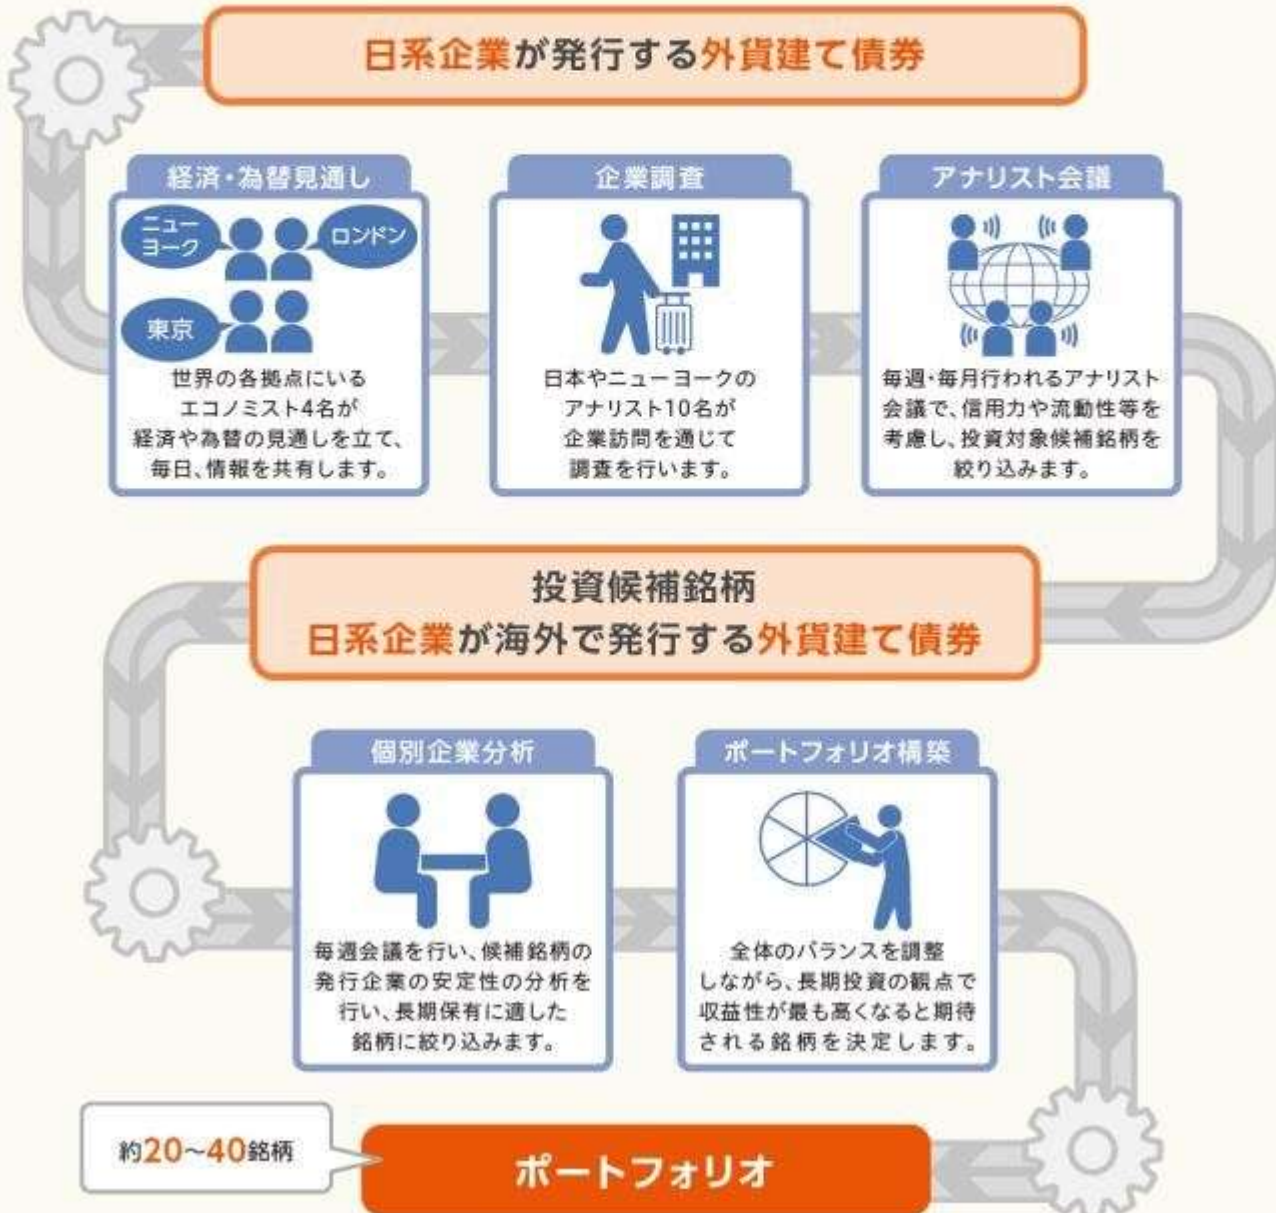 日系企業が発行する外貨建て債券
経済・為替見通し
ニュー
ヨーク
ロンドン
東京
世界の各拠点にいる
エコノミスト4名が
経済や為替の見通しを立て、
毎日、情報を共有します。
企業調査
日本やニューヨークの
アナリスト10名が
企業訪問を通じて
調査を行います。
アナリスト会議
毎週・毎月行われるアナリスト
会議で、信用力や流動性等を
考慮し、投資対象候補銘柄を
絞り込みます。
投資候補銘柄
日系企業が海外で発行する外貨建て債券
個別企業分析
毎週会議を行い、候補銘柄の
発行企業の安定性の分析を
行い、長期保有に適した
銘柄に絞り込みます。
ポートフォリオ構築
全体のバランスを調整
しながら、長期投資の観点で
収益性が最も高くなると期待
される銘柄を決定します。
約20～40銘柄
ポートフォリオ